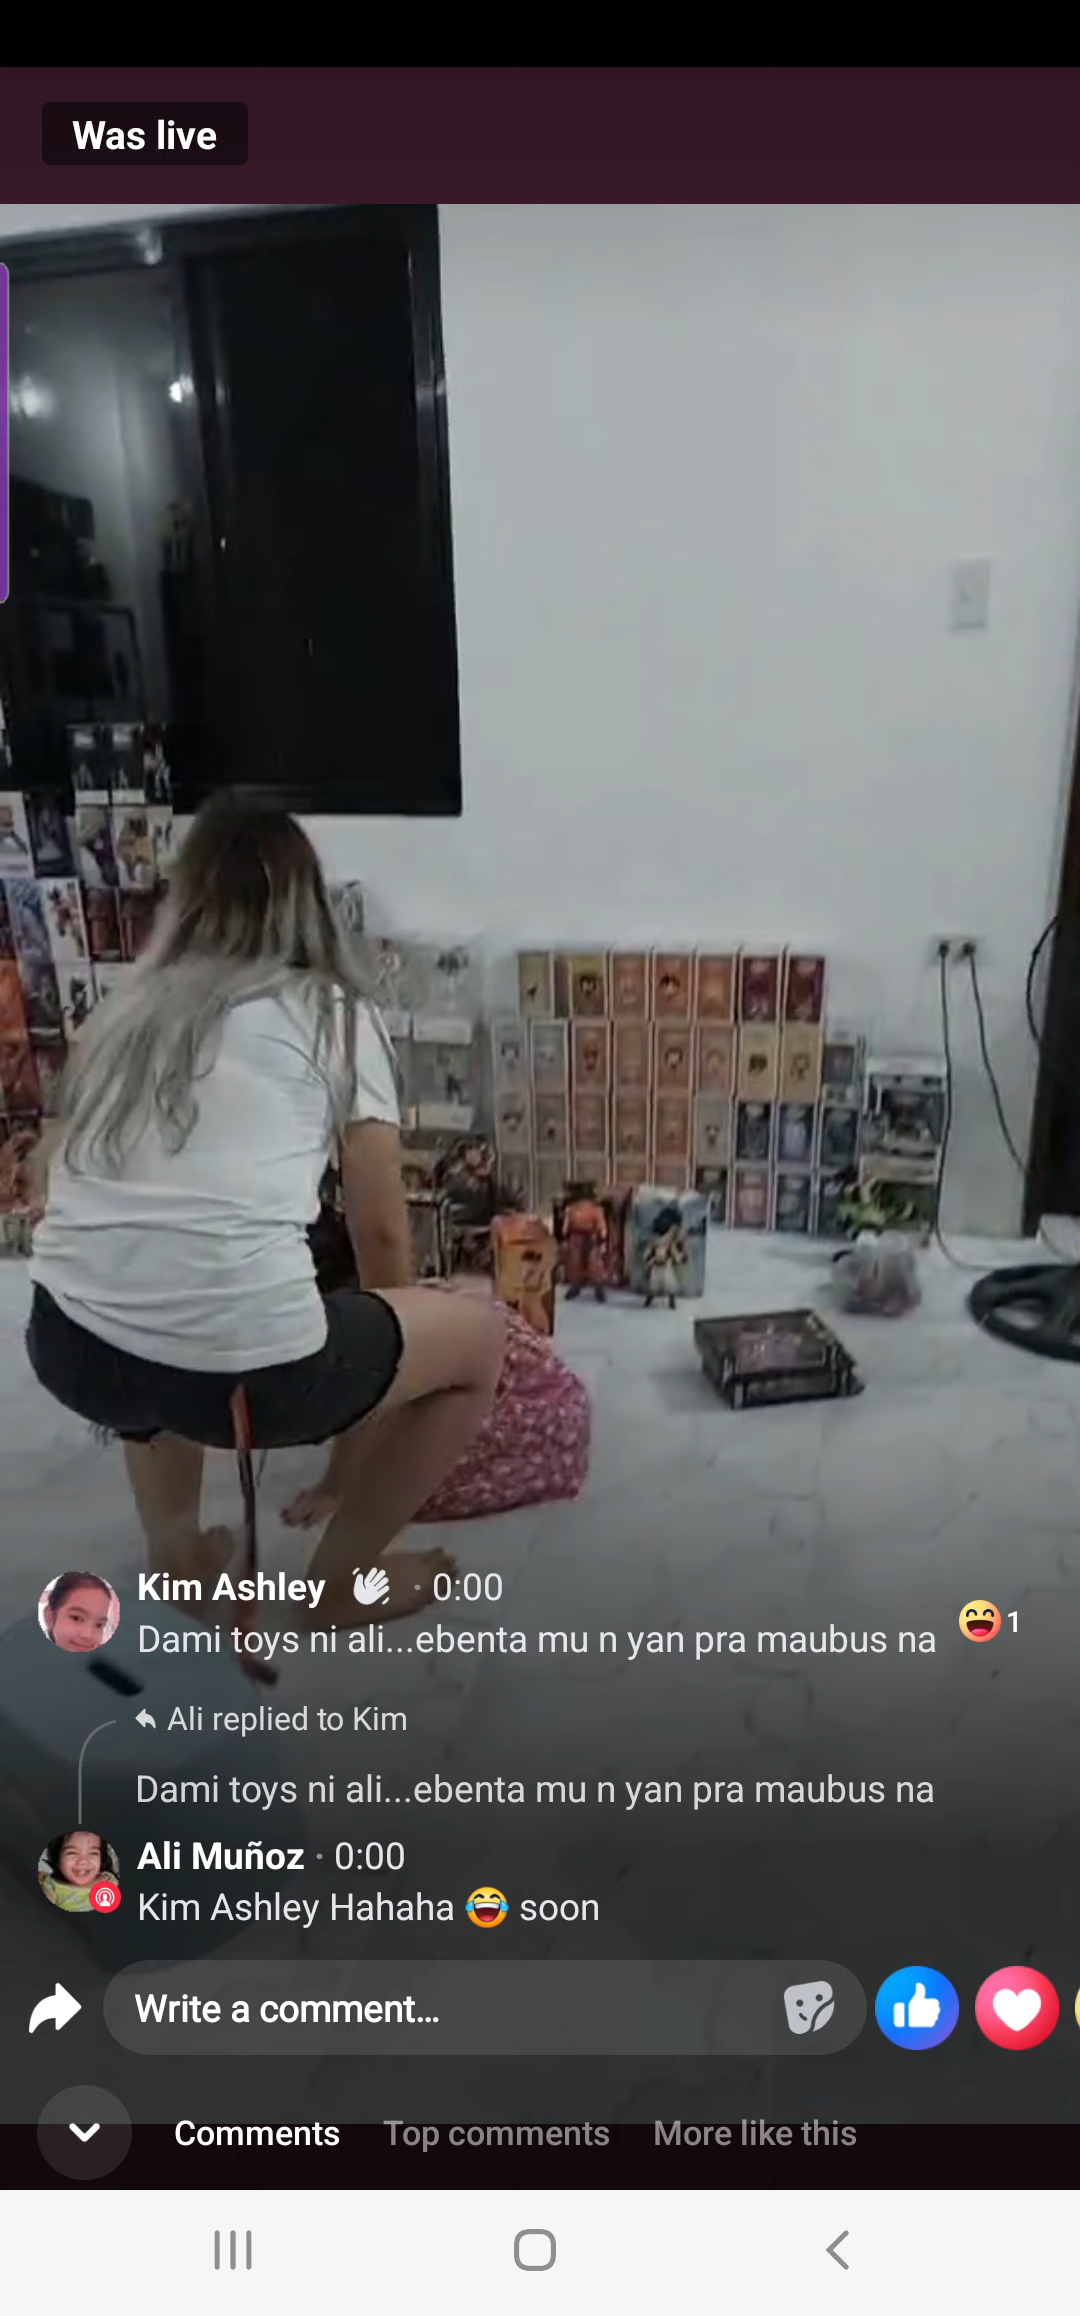 Was live
Kim Ashley 👋 · 0:00
Dami toys ni ali...ebenta mu n yan pra maubus na
😆 1
Ali replied to Kim
Dami toys ni ali...ebenta mu n yan pra maubus na
Ali Muñoz · 0:00
Kim Ashley Hahaha 😂 soon
Write a comment...
Comments Top comments More like this